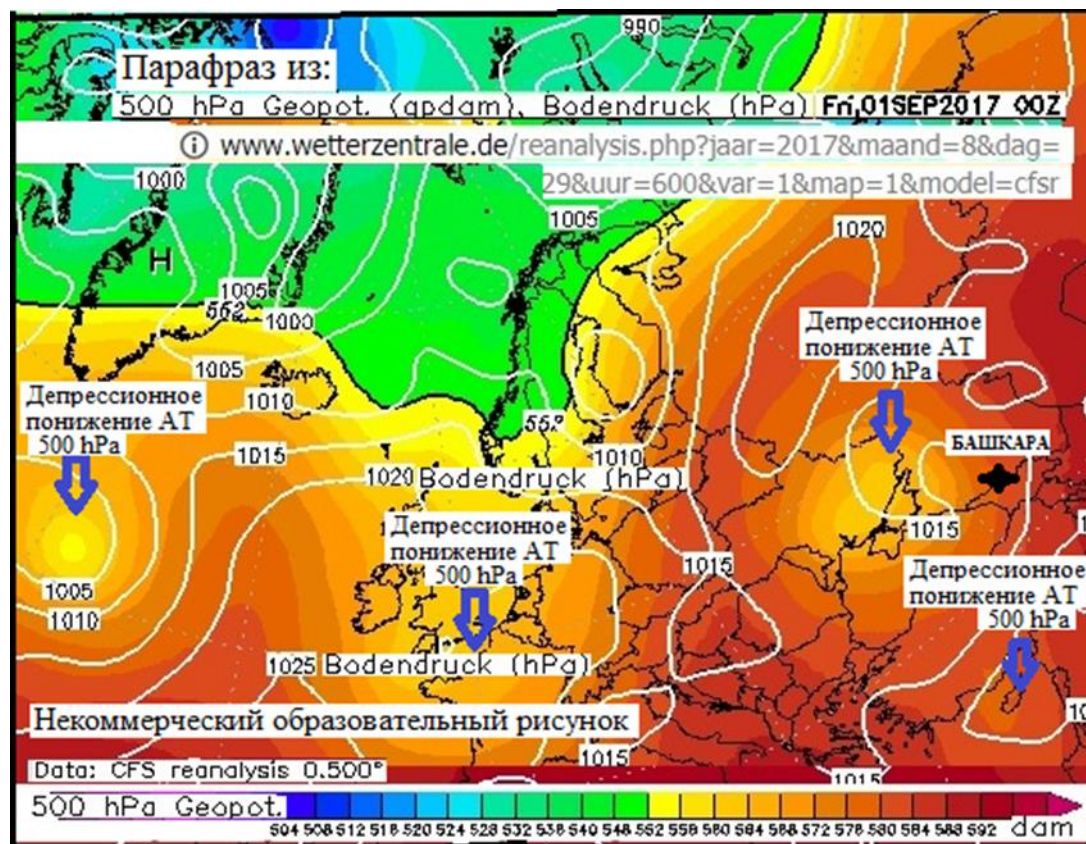 990
Парафраз из:
500 hPa Geopot. (gpdam), Bodendruck (hPa) Fri,01SEP2017 00Z
www.wetterzentrale.de/reanalysis.php?jaar=2017&maand=8&dag=
29&uur=600&var=1&map=1&model=cfsr
1000
1005
1020
H
1005
552
1000
Депрессионное
понижение АТ
500 hPa
1005
1010
Депрессионное
понижение АТ
500 hPa
552
1010
1015
БАШКАРА
1020 Bodendruck (hPa)
Депрессионное
понижение АТ
500 hPa
1015
1015
Депрессионное
понижение АТ
500 hPa
1005
1010
1025 Bodendruck (hPa)
Некоммерческий образовательный рисунок
1015
1015
Data: CFS reanalysis 0.500°
500 hPa Geopot.
504 508 512 516 520 524 528 532 536 540 548 552 556 560 564 568 572 576 580 584 588 592 dam